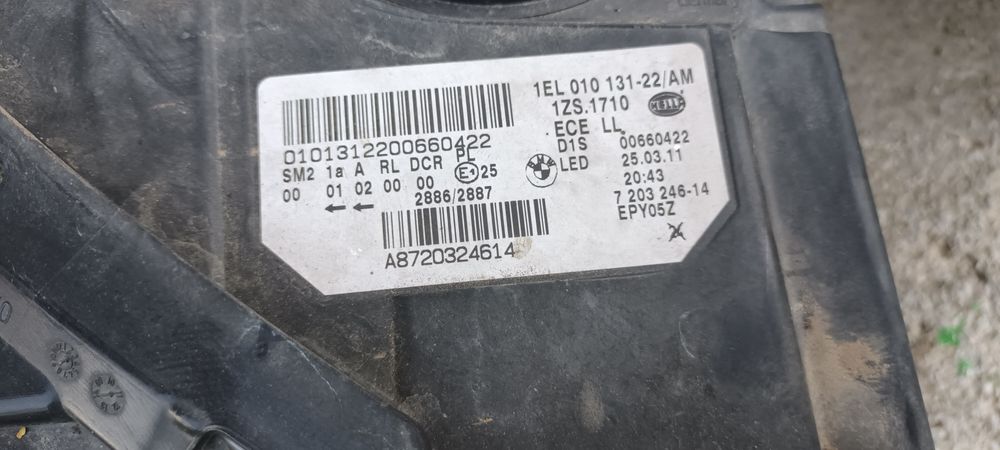 1EL 010 131-22/AM
1ZS.1710 HELLA
ECE LL
0101312200660422
D1S 00660422
SM2 1a A RL DCR PL E1 25
BMW LED 25.03.11
00 01 02 00 00
20:43
← ← 2886/2887
7 203 246-14
EPY05Z
A8720324614